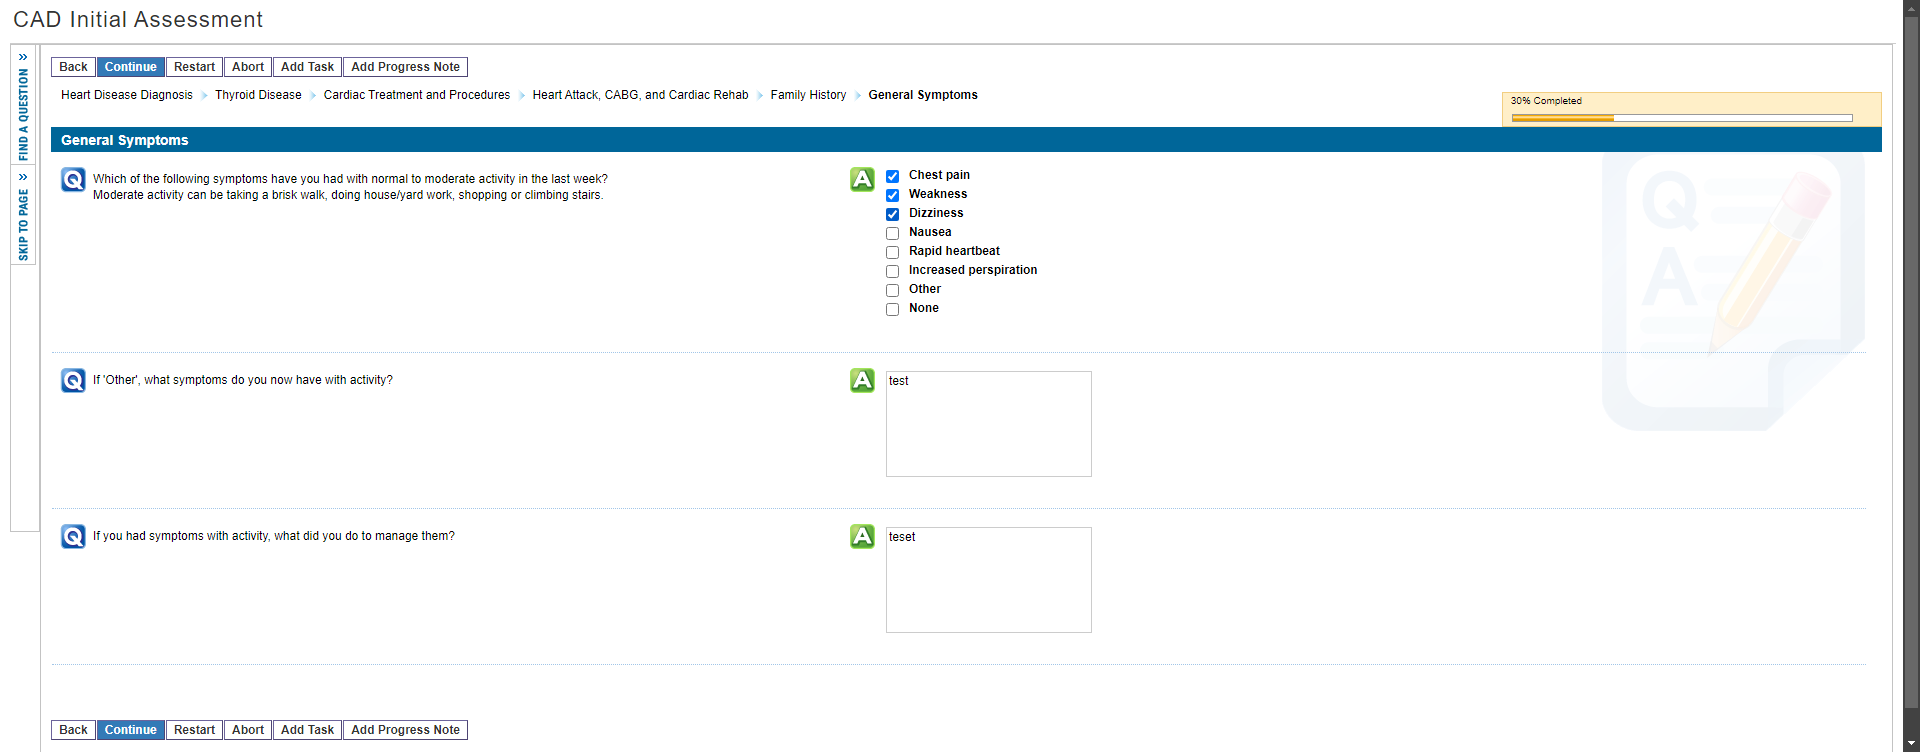 CAD Initial Assessment
» FIND A QUESTION
» SKIP TO PAGE
Back Continue Restart Abort Add Task Add Progress Note
Heart Disease Diagnosis Thyroid Disease Cardiac Treatment and Procedures Heart Attack, CABG, and Cardiac Rehab Family History General Symptoms
30% Completed
General Symptoms
Q Which of the following symptoms have you had with normal to moderate activity in the last week?
Moderate activity can be taking a brisk walk, doing house/yard work, shopping or climbing stairs.
A Chest pain
Weakness
Dizziness
Nausea
Rapid heartbeat
Increased perspiration
Other
None
Q
A
Q If 'Other', what symptoms do you now have with activity?
A test
Q If you had symptoms with activity, what did you do to manage them?
A teset
Back Continue Restart Abort Add Task Add Progress Note